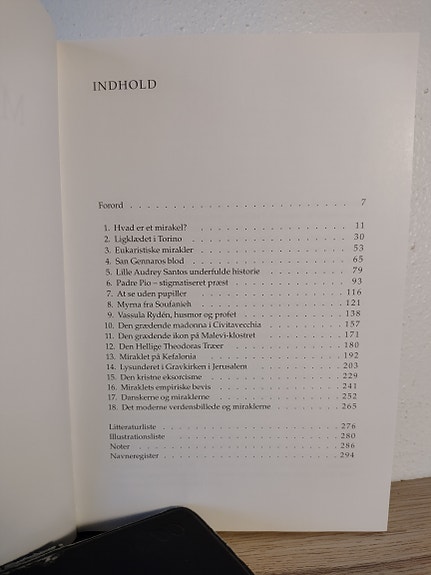 INDHOLD
Forord . . . . . . . . . . . . . . . . . . . . 7
1. Hvad er et mirakel? . . . . . . . . . . . . . . 11
2. Ligklædet i Torino . . . . . . . . . . . . . . 30
3. Eukaristiske mirakler . . . . . . . . . . . . . . 53
4. San Gennaros blod . . . . . . . . . . . . . . 65
5. Lille Audrey Santos underfulde historie . . . . . . . . 79
6. Padre Pio – stigmatiseret præst . . . . . . . . . . 93
7. At se uden pupiller . . . . . . . . . . . . . . 116
8. Myrna fra Soufanieh . . . . . . . . . . . . . . 121
9. Vassula Rydén, husmor og profet . . . . . . . . . . 138
10. Den grædende madonna i Civitavecchia . . . . . . . . 157
11. Den grædende ikon på Malevi-klostret . . . . . . . . 171
12. Den Hellige Theodoras Træer . . . . . . . . . . 180
13. Miraklet på Kefalonia . . . . . . . . . . . . 192
14. Lysunderet i Gravkirken i Jerusalem . . . . . . . . 203
15. Den kristne eksorcisme . . . . . . . . . . . . 229
16. Miraklets empiriske bevis . . . . . . . . . . . . 241
17. Danskerne og miraklerne . . . . . . . . . . . . 252
18. Det moderne verdensbillede og miraklerne . . . . . . 265
Litteraturliste . . . . . . . . . . . . . . . . 276
Illustrationsliste . . . . . . . . . . . . . . . . 280
Noter . . . . . . . . . . . . . . . . . . 286
Navneregister . . . . . . . . . . . . . . . . 294